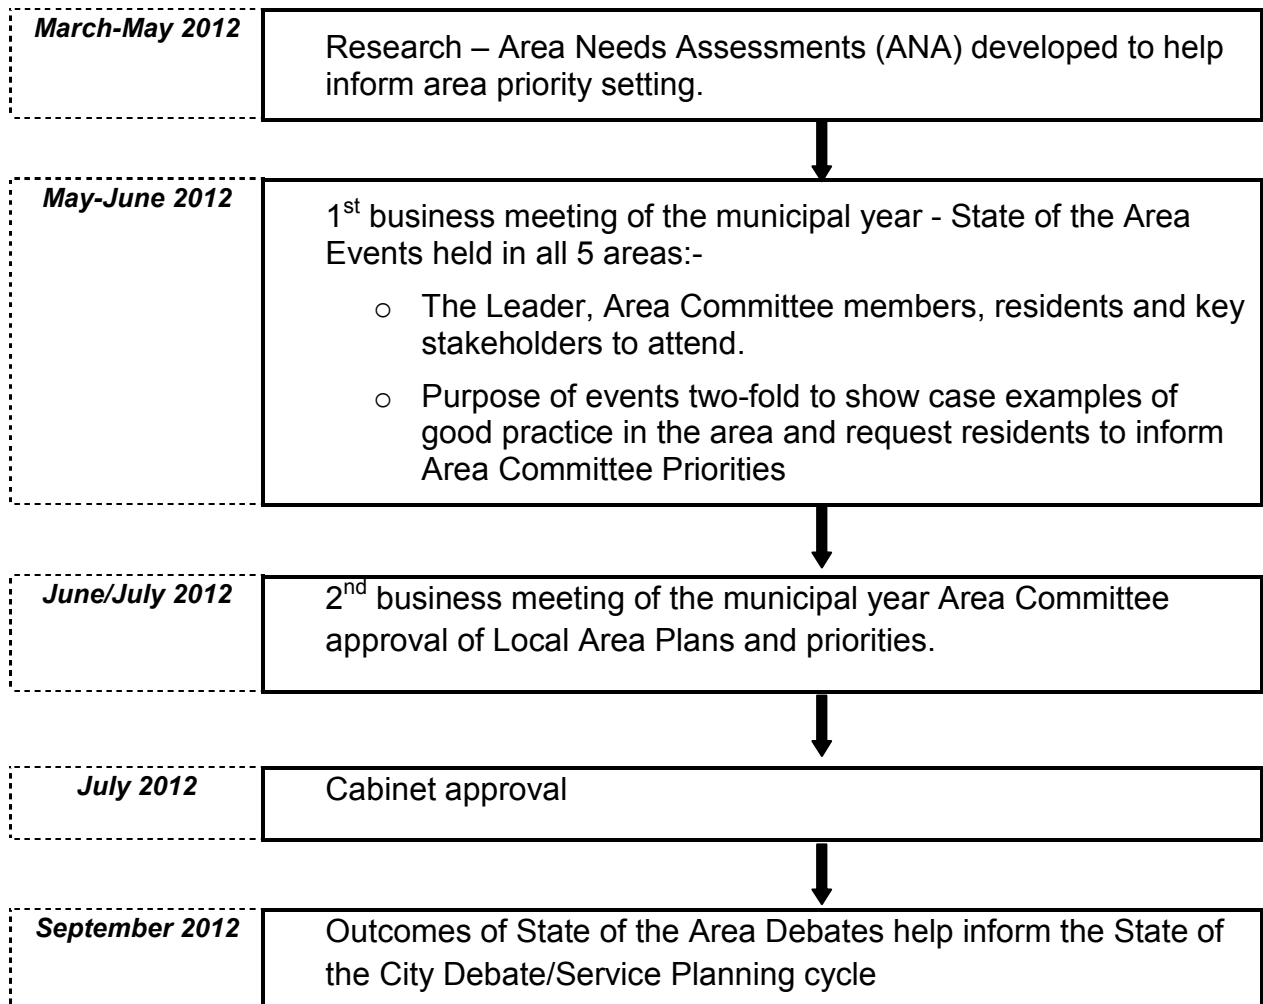 March-May 2012
Research – Area Needs Assessments (ANA) developed to help
inform area priority setting.
May-June 2012
1st business meeting of the municipal year - State of the Area
Events held in all 5 areas:-
o The Leader, Area Committee members, residents and key
stakeholders to attend.
o Purpose of events two-fold to show case examples of
good practice in the area and request residents to inform
Area Committee Priorities
June/July 2012
2nd business meeting of the municipal year Area Committee
approval of Local Area Plans and priorities.
July 2012
Cabinet approval
September 2012
Outcomes of State of the Area Debates help inform the State of
the City Debate/Service Planning cycle